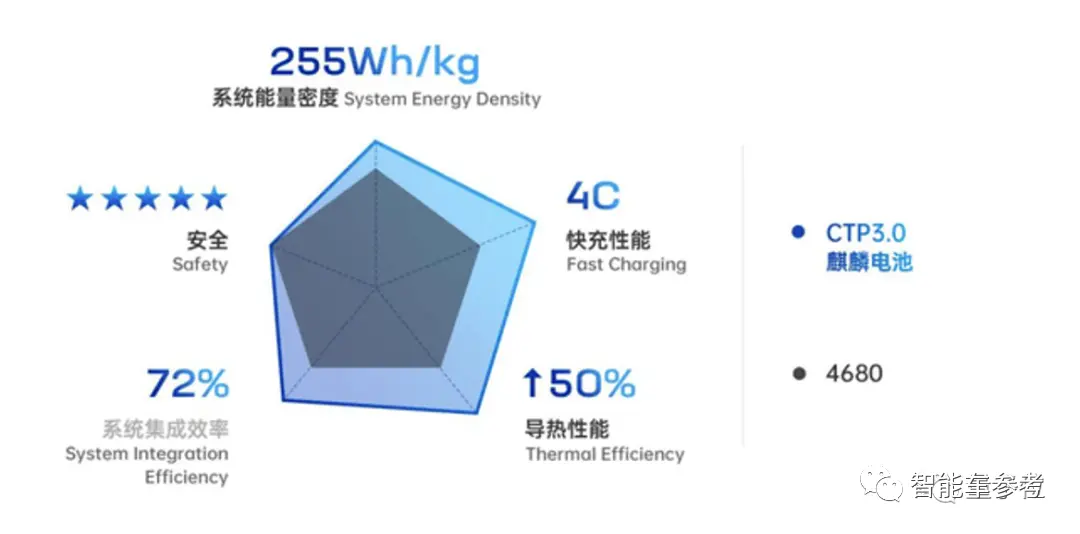 255Wh/kg
系统能量密度 System Energy Density
★★★★★
安全
Safety
4C
快充性能
Fast Charging
72%
系统集成效率
System Integration
Efficiency
↑50%
导热性能
Thermal Efficiency
CTP3.0
麒麟电池
4680
智能车参考